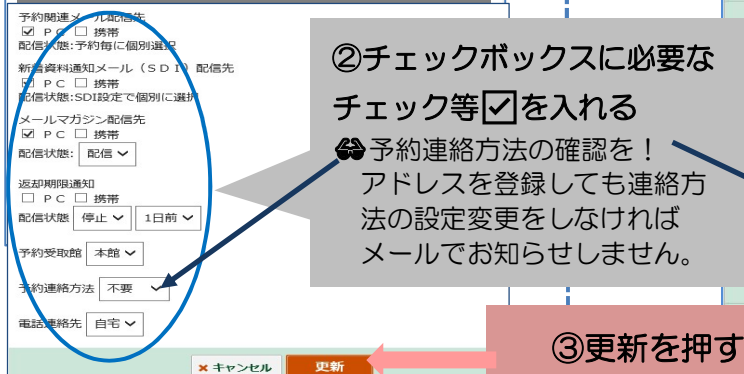 予約関連メール配信先
☑ PC □ 携帯
配信状態:予約毎に個別選択
新着資料通知メール（SDI）配信先
☑ PC □ 携帯
配信状態:SDI設定で個別に選択
メールマガジン配信先
☑ PC □ 携帯
配信状態: 配信
返却期限通知
□ PC □ 携帯
配信状態 停止 1日前
予約受取館 本館
予約連絡方法 不要
電話連絡先 自宅
×キャンセル 更新
②チェックボックスに必要な
チェック等☑を入れる
予約連絡方法の確認を！
アドレスを登録しても連絡方
法の設定変更をしなければ
メールでお知らせしません。
③更新を押す